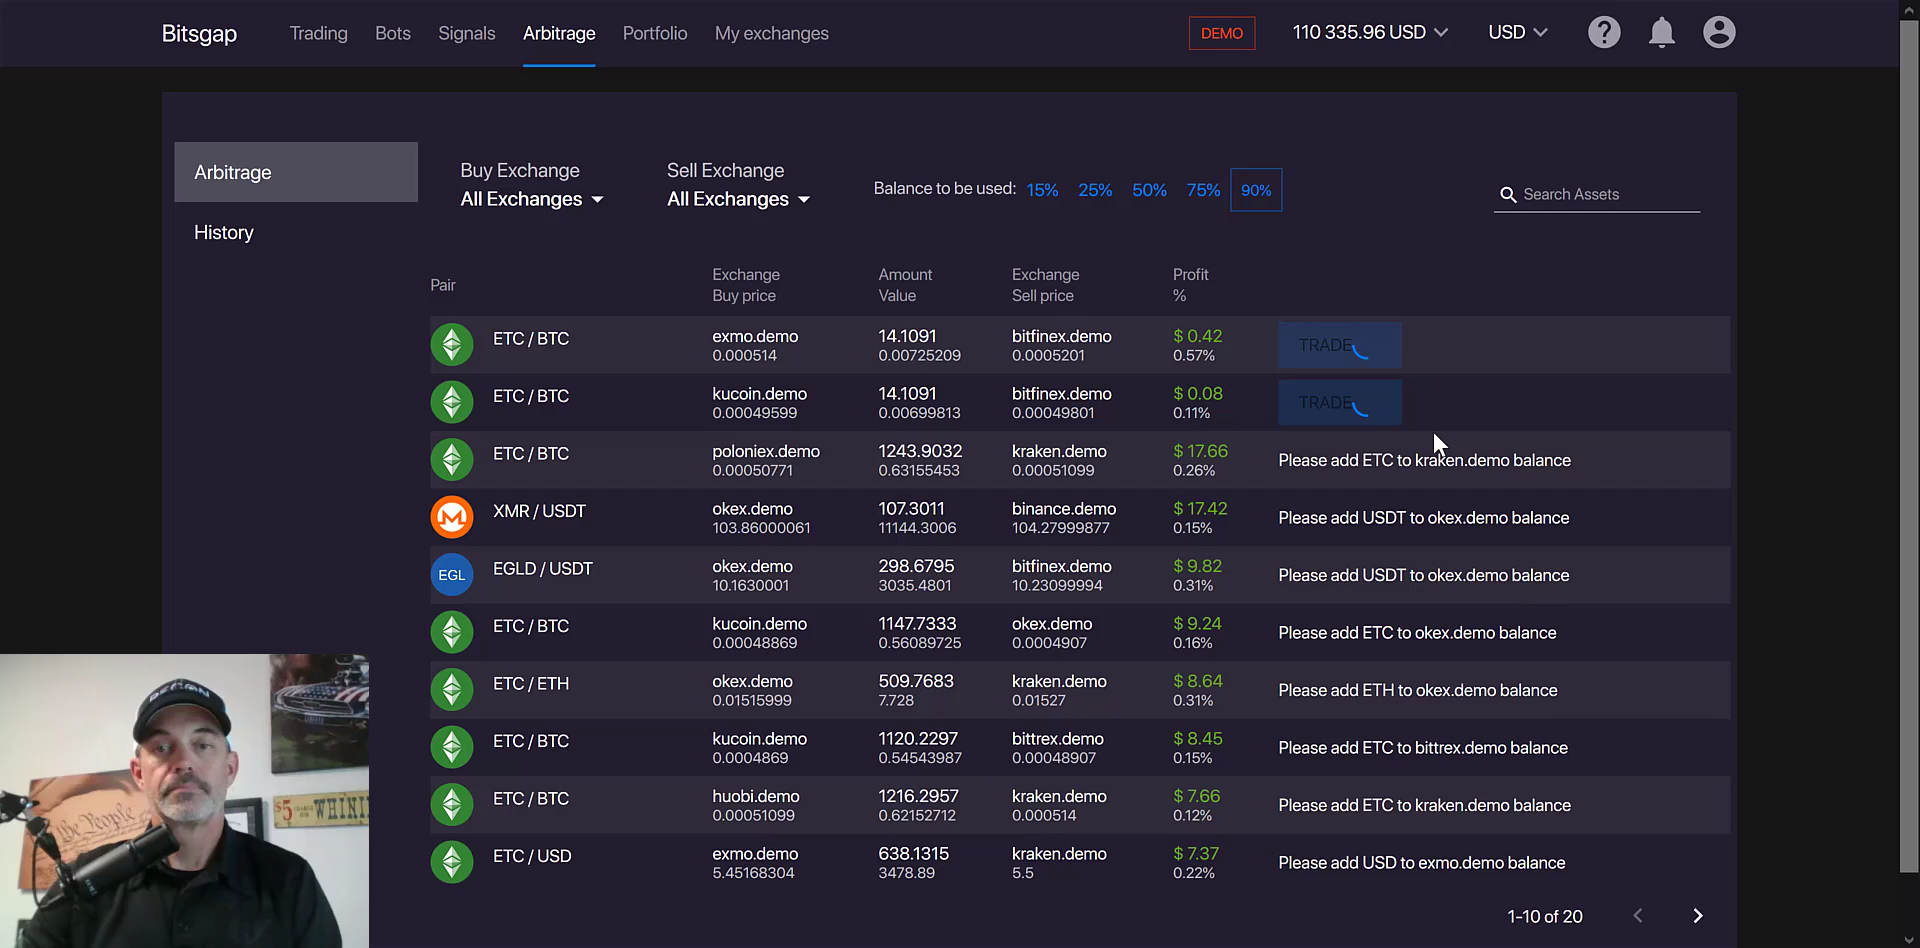 Bitsgap Trading Bots Signals Arbitrage Portfolio My exchanges DEMO 110 335.96 USD USD ?
Arbitrage
History
Buy Exchange Sell Exchange
All Exchanges All Exchanges
Balance to be used: 15% 25% 50% 75% 90%
Search Assets
Pair Exchange Amount Exchange Profit
Buy price Value Sell price %
ETC / BTC exmo.demo 14.1091 bitfinex.demo $ 0.42 TRADE
0.000514 0.00725209 0.0005201 0.57%
ETC / BTC kucoin.demo 14.1091 bitfinex.demo $ 0.08 TRADE
0.00049599 0.00699813 0.00049801 0.11%
ETC / BTC poloniex.demo 1243.9032 kraken.demo $ 17.66 Please add ETC to kraken.demo balance
0.00050771 0.63155453 0.00051099 0.26%
XMR / USDT okex.demo 107.3011 binance.demo $ 17.42 Please add USDT to okex.demo balance
103.86000061 11144.3006 104.27999877 0.15%
EGL EGLD / USDT okex.demo 298.6795 bitfinex.demo $ 9.82 Please add USDT to okex.demo balance
10.1630001 3035.4801 10.23099994 0.31%
ETC / BTC kucoin.demo 1147.7333 okex.demo $ 9.24 Please add ETC to okex.demo balance
0.00048869 0.56089725 0.0004907 0.16%
ETC / ETH okex.demo 509.7683 kraken.demo $ 8.64 Please add ETH to okex.demo balance
0.01515999 7.728 0.01527 0.31%
ETC / BTC kucoin.demo 1120.2297 bittrex.demo $ 8.45 Please add ETC to bittrex.demo balance
0.0004869 0.54543987 0.00048907 0.15%
ETC / BTC huobi.demo 1216.2957 kraken.demo $ 7.66 Please add ETC to kraken.demo balance
0.00051099 0.62152712 0.000514 0.12%
ETC / USD exmo.demo 638.1315 kraken.demo $ 7.37 Please add USD to exmo.demo balance
5.45168304 3478.89 5.5 0.22%
1-10 of 20
We People
$5